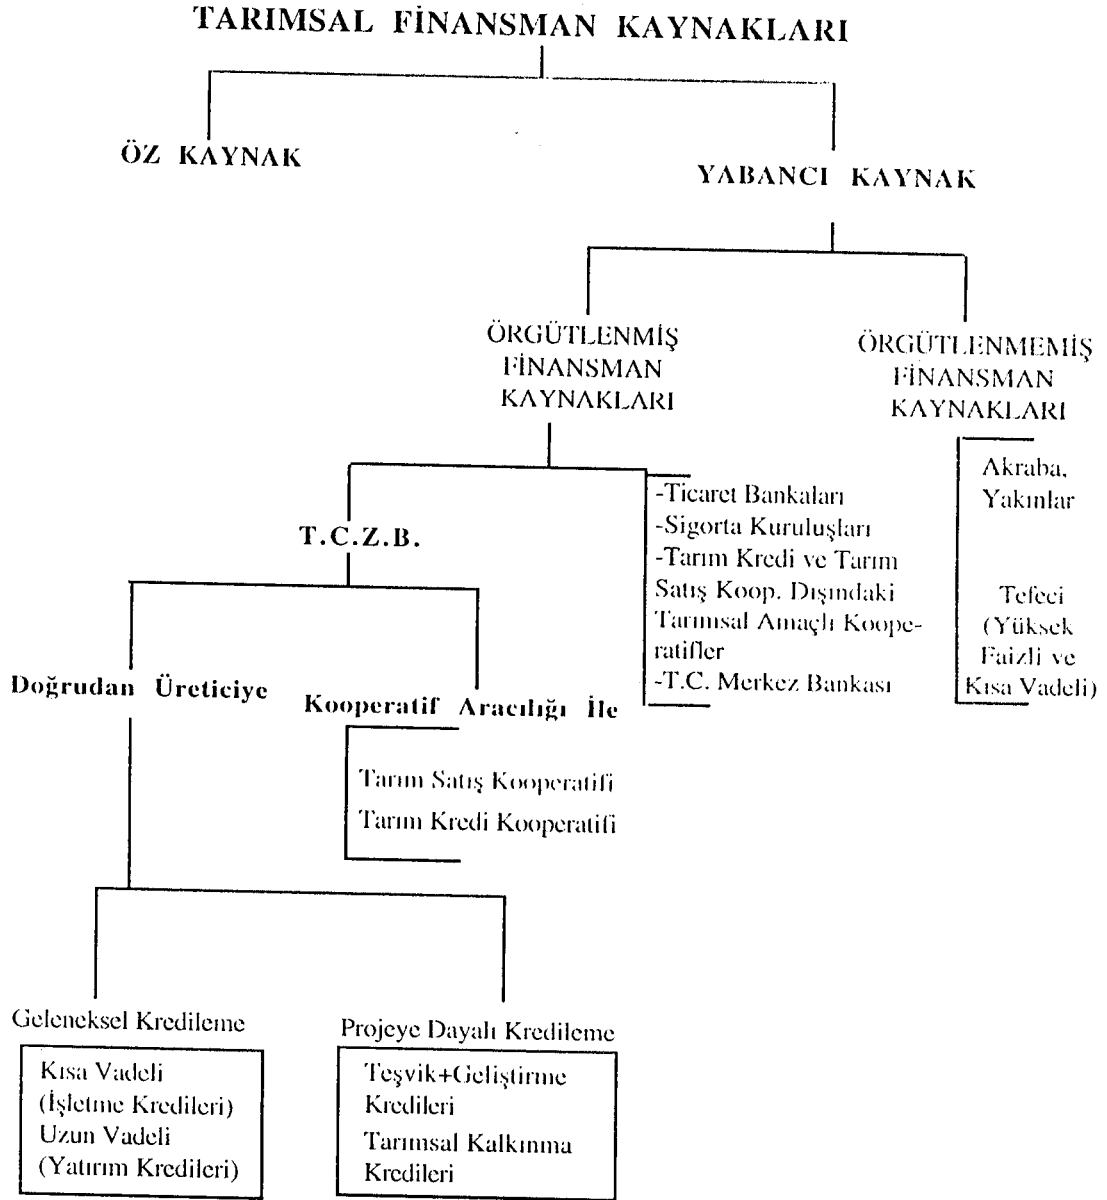 TARIMSAL FİNANSMAN KAYNAKLARI
ÖZ KAYNAK
YABANCI KAYNAK
ÖRGÜTLENMİŞ
FİNANSMAN
KAYNAKLARI
ÖRGÜTLENMEMİŞ
FİNANSMAN
KAYNAKLARI
T.C.Z.B.
-Ticaret Bankaları
-Sigorta Kuruluşları
-Tarım Kredi ve Tarım
Satış Koop. Dışındaki
Tarımsal Amaçlı Koope-
ratifler
-T.C. Merkez Bankası
Akraba,
Yakınlar
Tefeci
(Yüksek
Faizli ve
Kısa Vadeli)
Doğrudan Üreticiye
Kooperatif Aracılığı İle
Tarım Satış Kooperatifi
Tarım Kredi Kooperatifi
Geleneksel Kredileme
Kısa Vadeli
(İşletme Kredileri)
Uzun Vadeli
(Yatırım Kredileri)
Projeye Dayalı Kredileme
Teşvik+Geliştirme
Kredileri
Tarımsal Kalkınma
Kredileri